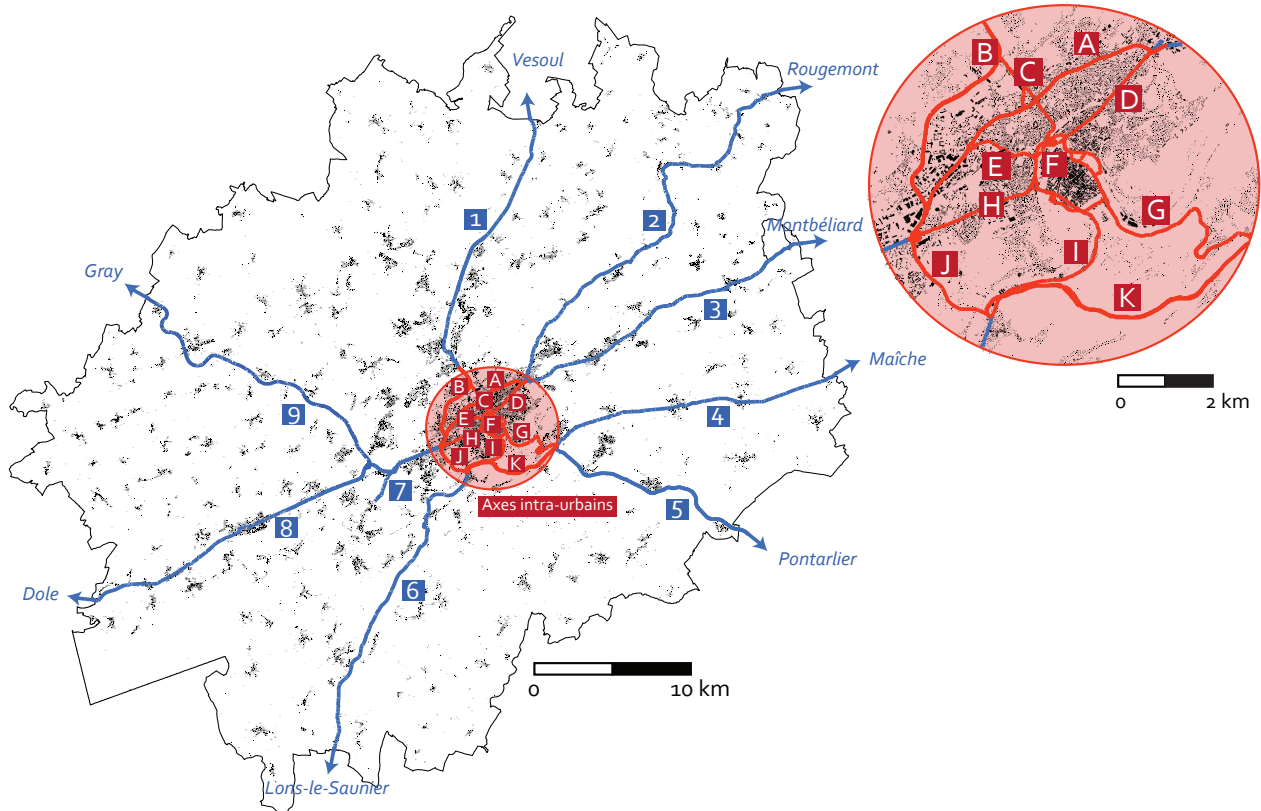 Vesoul
Rougemont
1
2
Montbéliard
Gray
3
Maîche
9
4
B
A
C
D
E
F
G
H
I
J
K
7
Axes intra-urbains
8
5
Pontarlier
Dole
6
0
10 km
Lons-le-Saunier
A
B
C
D
E
F
H
G
J
I
K
0
2 km